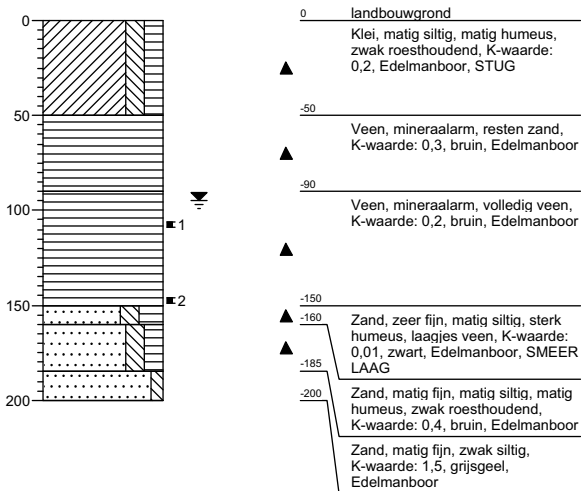 0
50
100
150
200
1
2
0 landbouwgrond
Klei, matig siltig, matig humeus,
zwak roesthoudend, K-waarde:
0,2, Edelmanboor, STUG
-50
Veen, mineraalarm, resten zand,
K-waarde: 0,3, bruin, Edelmanboor
-90
Veen, mineraalarm, volledig veen,
K-waarde: 0,2, bruin, Edelmanboor
-150
Zand, zeer fijn, matig siltig, sterk
humeus, laagjes veen, K-waarde:
0,01, zwart, Edelmanboor, SMEER
LAAG
-160
Zand, matig fijn, matig siltig, matig
humeus, zwak roesthoudend,
K-waarde: 0,4, bruin, Edelmanboor
-185
Zand, matig fijn, zwak siltig,
K-waarde: 1,5, grijsgeel,
Edelmanboor
-200